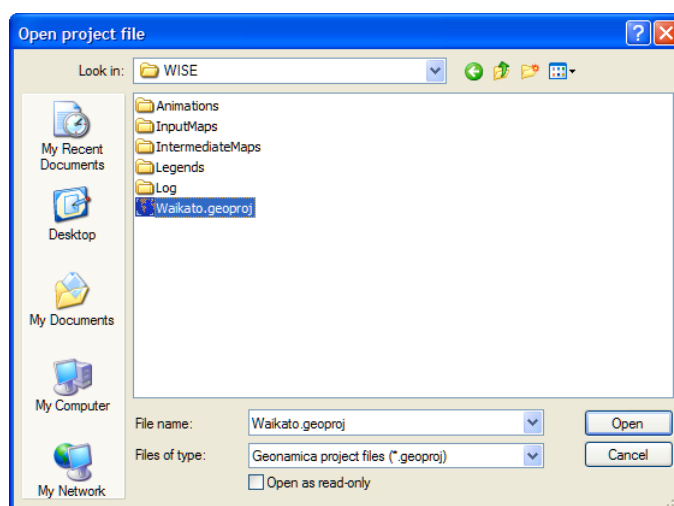 Open project file
Look in:
WISE
My Recent
Documents
Desktop
My Documents
My Computer
My Network
Animations
InputMaps
IntermediateMaps
Legends
Log
Waikato.geoproj
File name:
Waikato.geoproj
Open
Files of type:
Geonamica project files (*.geoproj)
Cancel
Open as read-only